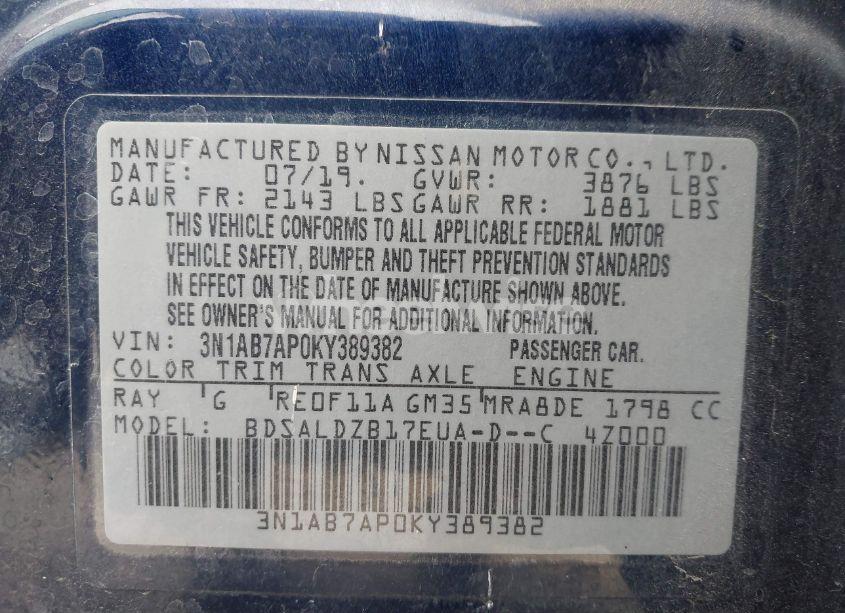 MANUFACTURED BY NISSAN MOTOR CO., LTD.
DATE: 07/19. GVWR: 3876 LBS
GAWR FR: 2143 LBS GAWR RR: 1881 LBS
THIS VEHICLE CONFORMS TO ALL APPLICABLE FEDERAL MOTOR
VEHICLE SAFETY, BUMPER AND THEFT PREVENTION STANDARDS
IN EFFECT ON THE DATE OF MANUFACTURE SHOWN ABOVE.
SEE OWNER'S MANUAL FOR ADDITIONAL INFORMATION.
VIN: 3N1AB7AP0KY389382 PASSENGER CAR.
COLOR TRIM TRANS AXLE ENGINE
RAY G RE0F11A GM35 MRA8DE 1798 CC
MODEL: BDSALDZB17EUA-D--C 4Z000
3N1AB7AP0KY389382